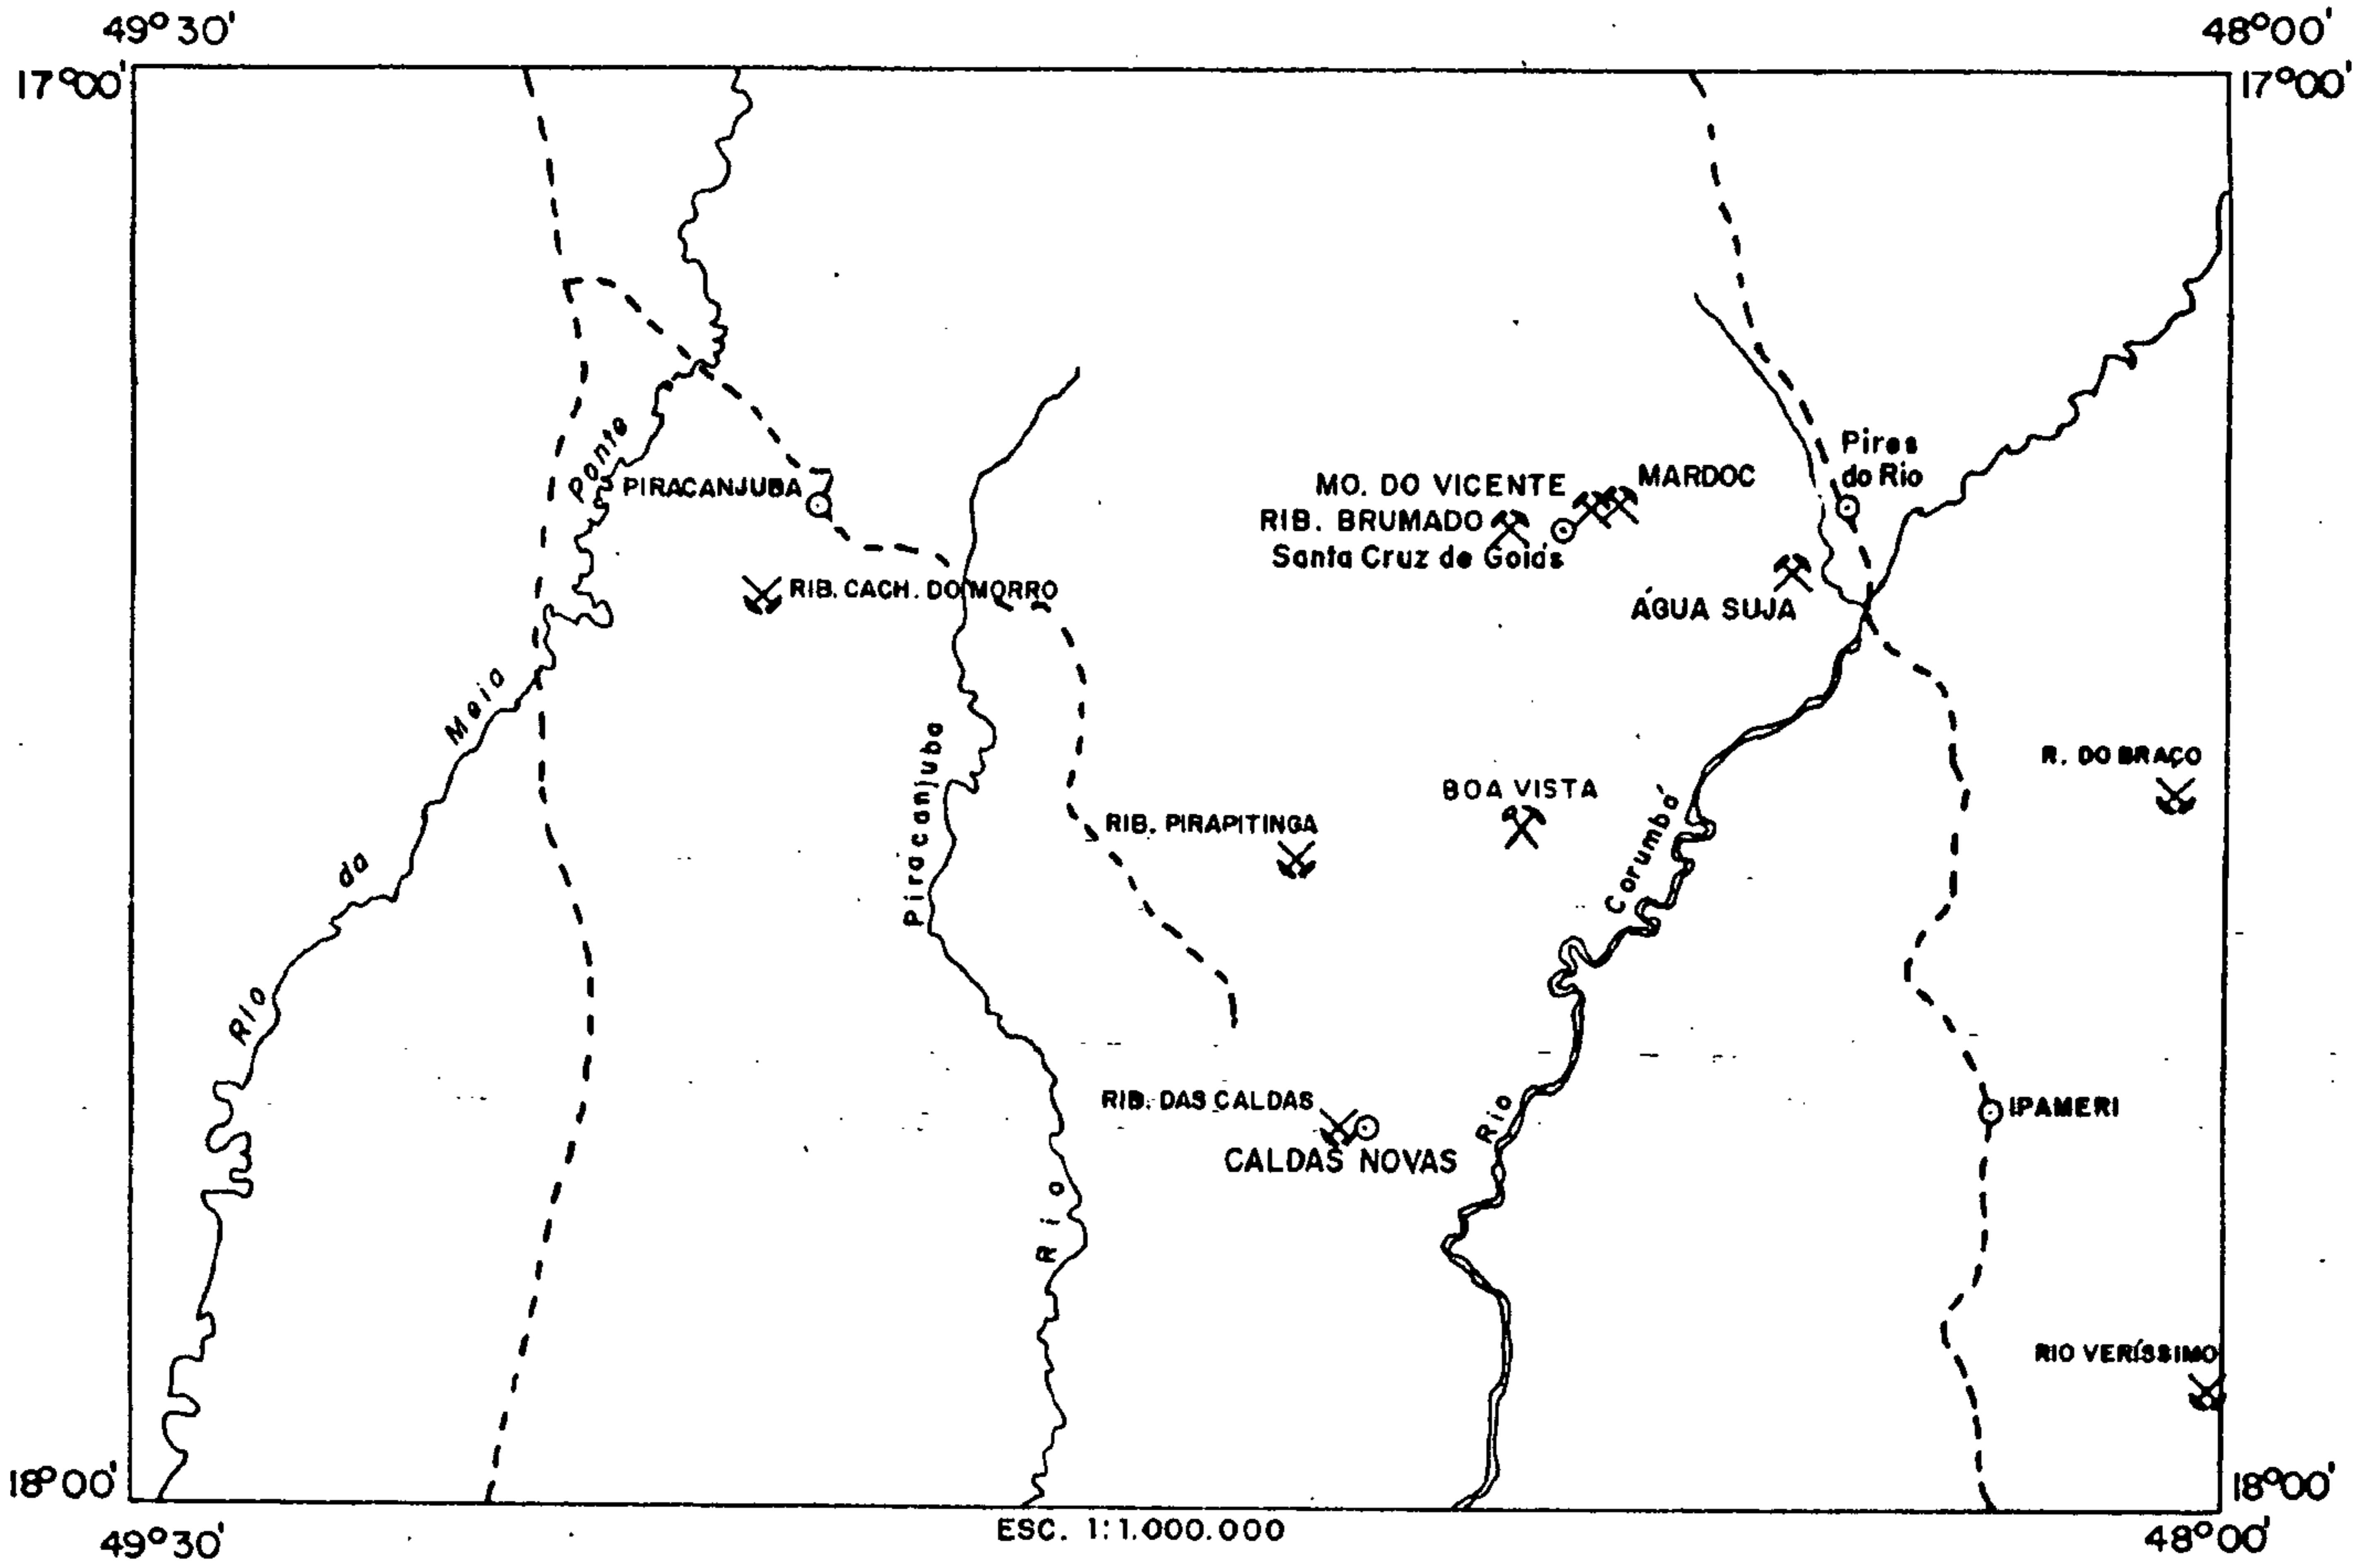 49°30'
48°00'
17°00'
17°00'
Pires
do Rio
Ponte
PIRACANJUBA
MO. DO VICENTE
MARDOC
RIB. BRUMADO
Santa Cruz de Goiás
RIB. CACH. DO MORRO
ÁGUA SUJA
Meio
R. DO BRAÇO
Piracanjuba
BOA VISTA
RIB. PIRAPITINGA
Corumbá
do
Rio
RIB. DAS CALDAS
Rio
IPAMERI
CALDAS NOVAS
Rio
RIO VERÍSSIMO
18°00'
18°00'
49°30'
ESC. 1:1.000.000
48°00'